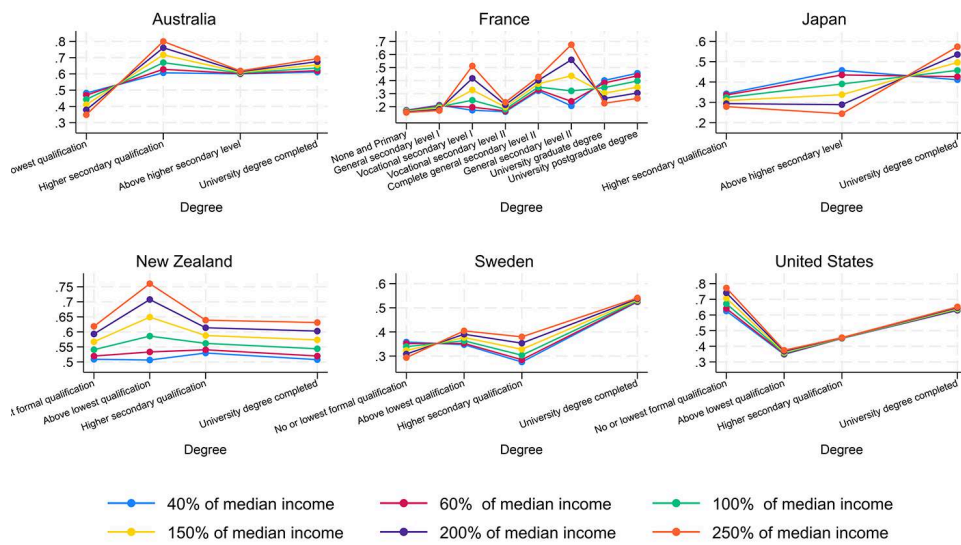 Australia
.8
.7
.6
.5
.4
.3
owest qualification
Higher secondary qualification
Above higher secondary level
University degree completed
Degree
France
.7
.6
.5
.4
.3
.2
None and Primary
General secondary level I
Vocational secondary level I
Vocational secondary level II
Complete general secondary level II
General secondary level II
University graduate degree
University postgraduate degree
Degree
Japan
.6
.5
.4
.3
.2
Higher secondary qualification
Above higher secondary level
University degree completed
Degree
New Zealand
.75
.7
.65
.6
.55
.5
t formal qualification
Above lowest qualification
Higher secondary qualification
University degree completed
Degree
Sweden
.6
.5
.4
.3
No or lowest formal qualification
Above lowest qualification
Higher secondary qualification
University degree completed
Degree
United States
.8
.7
.6
.5
.4
.3
No or lowest formal qualification
Above lowest qualification
Higher secondary qualification
University degree completed
Degree
40% of median income
60% of median income
100% of median income
150% of median income
200% of median income
250% of median income